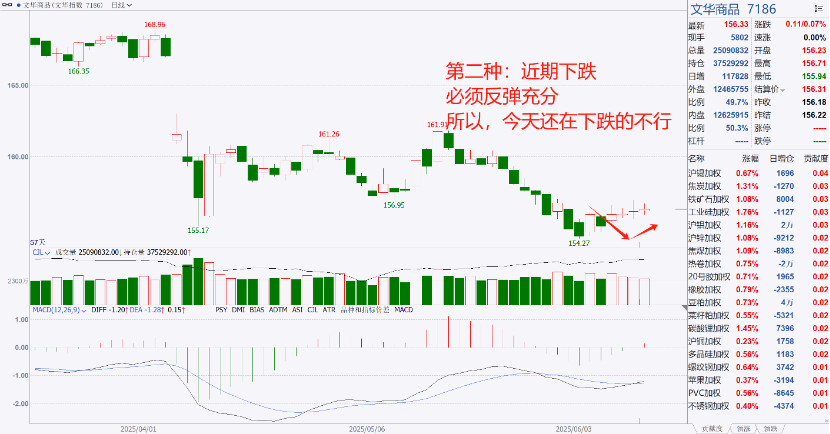 文华商品(文华指数 7186) 日线
168.96
166.35
165.00
160.00
155.17
161.26
156.95
161.91
154.27
第二种：近期下跌
必须反弹充分
所以，今天还在下跌的不行
57天
CJL 成交量 25090832.00↑ 持仓量 37529292.00↑
2300万
MACD(12,26,9) DIFF -1.20↑ DEA -1.28↑ 0.15↑
PSY DMI BIAS ADTM ASI CJL ATR 品种和指标价差 MACD
1.00
0.00
-1.00
-2.00
2025/04/01
2025/05/06
2025/06/03
文华商品 7186
最新 156.33 涨跌 0.11/0.07%
现手 5802 速涨 0.00%
总量 25090832 开盘 156.23
持仓 37529292 最高 156.71
日增 117828 最低 155.94
外盘 12465755 结算价 156.31
比例 49.7% 昨收 156.18
内盘 12625915 昨结 156.22
比例 50.3% 涨停 -----
杠杆 ----- 跌停 -----
名称 涨幅 日增仓 贡献度
沪银加权 0.67% 1696 0.04
焦炭加权 1.31% -1270 0.03
铁矿石加权 1.08% 8004 0.03
工业硅加权 1.76% -1127 0.03
沪铝加权 1.16% 2万 0.03
沪锌加权 1.08% -9212 0.02
焦煤加权 1.09% -8983 0.02
热卷加权 0.75% -2万 0.02
20号胶加权 0.71% 1965 0.02
橡胶加权 0.79% -2355 0.02
豆粕加权 0.73% 4万 0.02
菜籽粕加权 0.55% -5321 0.02
碳酸锂加权 1.45% 7396 0.02
沪铜加权 0.23% 1758 0.02
多晶硅加权 0.56% 1183 0.02
螺纹钢加权 0.64% 3742 0.01
苹果加权 0.37% -3194 0.01
PVC加权 0.56% -8645 0.01
不锈钢加权 0.40% -4374 0.01
贡献度 领涨 领跌